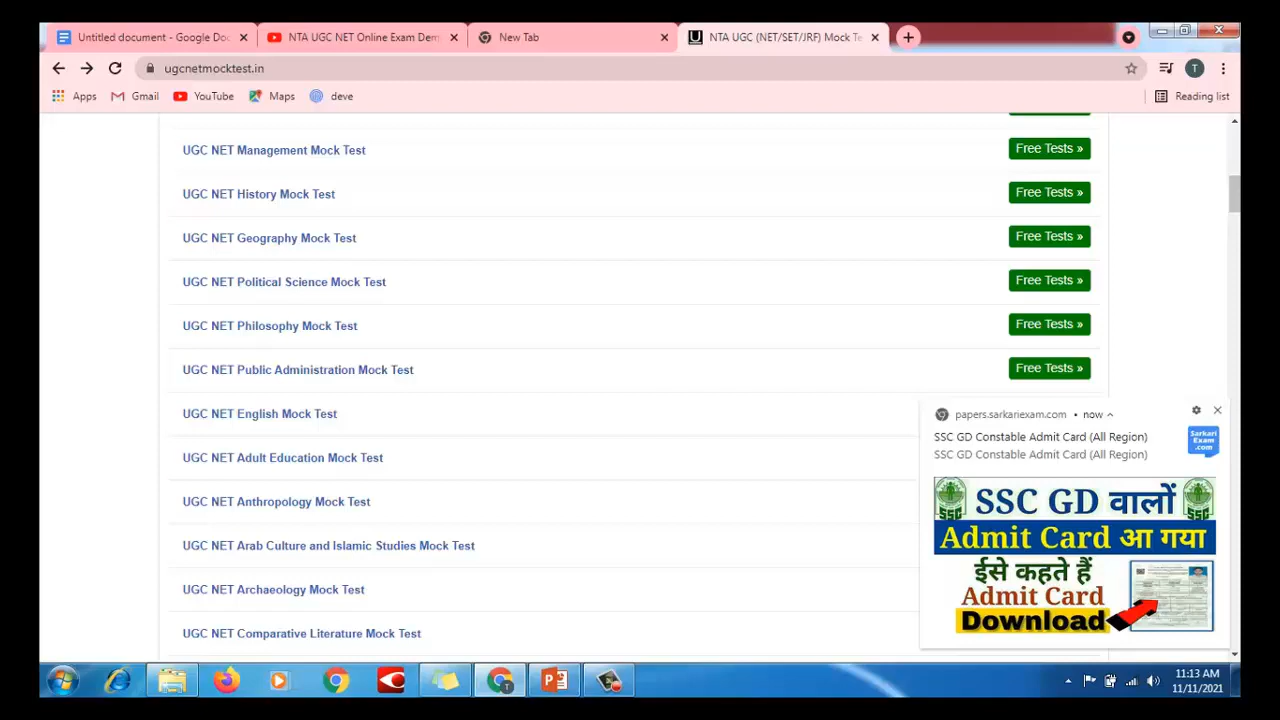 Untitled document - Google Doc
NTA UGC NET Online Exam Dem
New Tab
NTA UGC (NET/SET/JRF) Mock Te
ugcnetmocktest.in
T
Apps
Gmail
YouTube
Maps
deve
Reading list
UGC NET Management Mock Test
Free Tests »
UGC NET History Mock Test
Free Tests »
UGC NET Geography Mock Test
Free Tests »
UGC NET Political Science Mock Test
Free Tests »
UGC NET Philosophy Mock Test
Free Tests »
UGC NET Public Administration Mock Test
Free Tests »
UGC NET English Mock Test
UGC NET Adult Education Mock Test
UGC NET Anthropology Mock Test
UGC NET Arab Culture and Islamic Studies Mock Test
UGC NET Archaeology Mock Test
UGC NET Comparative Literature Mock Test
papers.sarkariexam.com • now
SSC GD Constable Admit Card (All Region)
SSC GD Constable Admit Card (All Region)
Sarkari
Exam
.com
SSC GD वालों
SSC
SSC
Admit Card आ गया
ईसे कहते हैं
Admit Card
Download
11:13 AM
11/11/2021